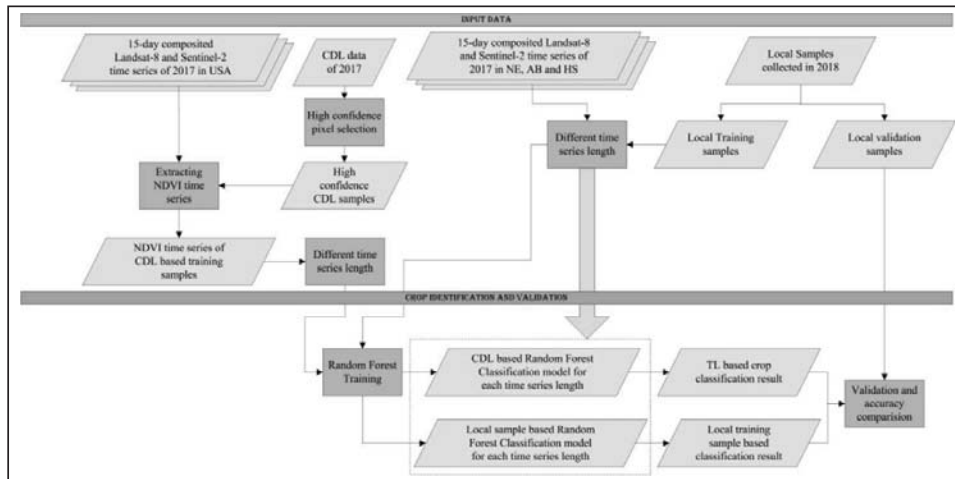 INPUT DATA
15-day composited
Landsat-8 and Sentinel-2
time series of 2017 in USA
CDL data
of 2017
15-day composited Landsat-8
and Sentinel-2 time series of
2017 in NE, AB and HS
Local Samples
collected in 2018
High confidence
pixel selection
Different time
series length
Local Training
samples
Local validation
samples
Extracting
NDVI time
series
High
confidence
CDL samples
NDVI time series of
CDL based training
samples
Different time
series length
CROP IDENTIFICATION AND VALIDATION
Random Forest
Training
CDL based Random Forest
Classification model for
each time series length
TL based crop
classification result
Validation and
accuracy
comparision
Local sample based Random
Forest Classification model
for each time series length
Local training
sample based
classification result